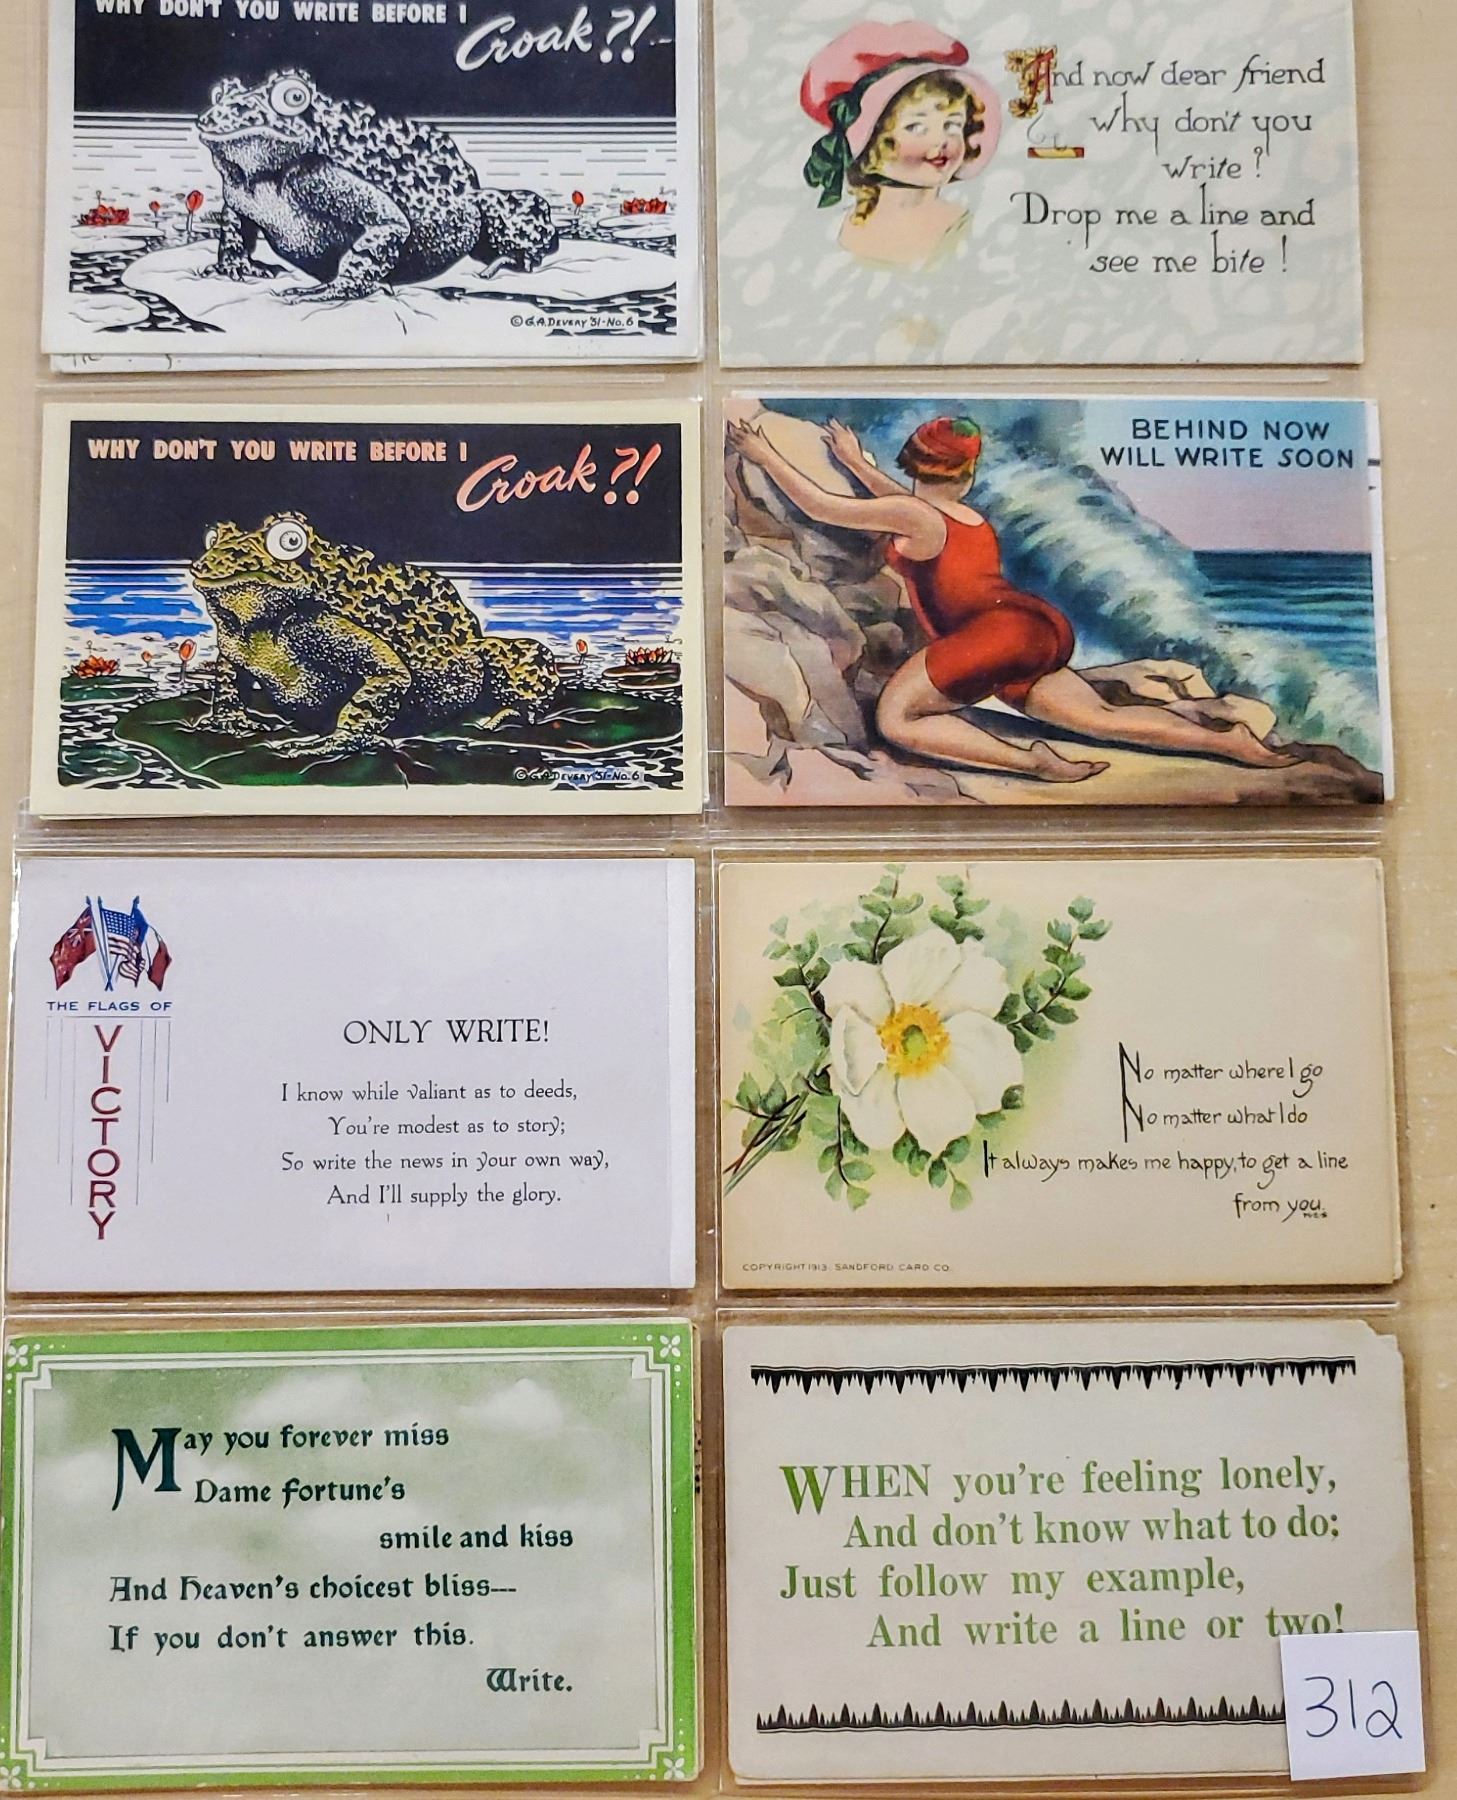 WHY DON'T YOU WRITE BEFORE I
Croak?!
© G.A. DEVERY '51-NO.6
And now dear friend
why don't you
write?
Drop me a line and
see me bite!
WHY DON'T YOU WRITE BEFORE I
Croak?!
© G.A. DEVERY '51-NO.6
BEHIND NOW
WILL WRITE SOON
THE FLAGS OF
VICTORY
ONLY WRITE!
I know while valiant as to deeds,
You're modest as to story;
So write the news in your own way,
And I'll supply the glory.
No matter where I go
No matter what I do
It always makes me happy, to get a line
from you.
COPYRIGHT 1913. SANDFORD CARD CO.
May you forever miss
Dame fortune's
smile and kiss
And Heaven's choicest bliss---
If you don't answer this.
Write.
WHEN you're feeling lonely,
And don't know what to do;
Just follow my example,
And write a line or two!
312